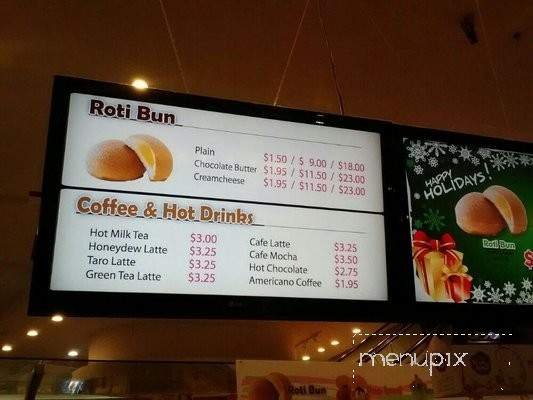 Roti Bun
Plain $1.50 / $ 9.00 / $18.00
Chocolate Butter $1.95 / $11.50 / $23.00
Creamcheese $1.95 / $11.50 / $23.00
Coffee & Hot Drinks
Hot Milk Tea $3.00
Honeydew Latte $3.25
Taro Latte $3.25
Green Tea Latte $3.25
Cafe Latte $3.25
Cafe Mocha $3.50
Hot Chocolate $2.75
Americano Coffee $1.95
HAPPY
HOLIDAYS!
Roti Bun
$
menupix
Roti Bun